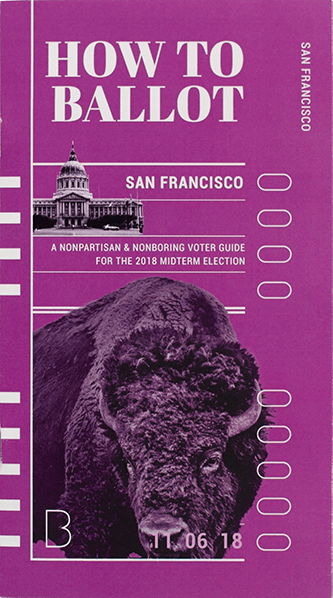 HOW TO
BALLOT
SAN FRANCISCO
SAN FRANCISCO
A NONPARTISAN & NONBORING VOTER GUIDE
FOR THE 2018 MIDTERM ELECTION
B
11 06 18